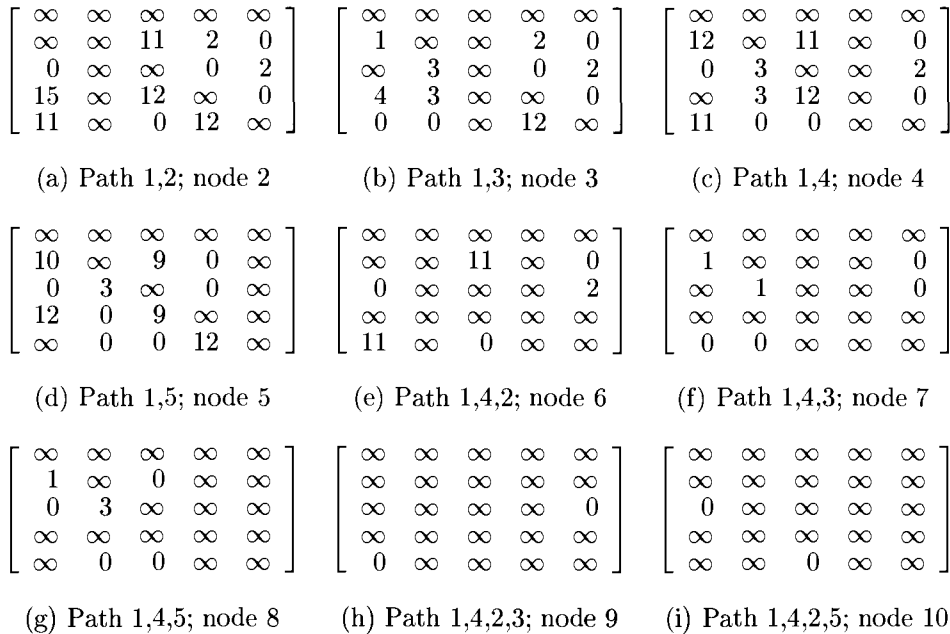 ∞ ∞ ∞ ∞ ∞
∞ ∞ 11 2 0
0 ∞ ∞ 0 2
15 ∞ 12 ∞ 0
11 ∞ 0 12 ∞
(a) Path 1,2; node 2
∞ ∞ ∞ ∞ ∞
1 ∞ ∞ 2 0
∞ 3 ∞ 0 2
4 3 ∞ ∞ 0
0 0 ∞ 12 ∞
(b) Path 1,3; node 3
∞ ∞ ∞ ∞ ∞
12 ∞ 11 ∞ 0
0 3 ∞ ∞ 2
∞ 3 12 ∞ 0
11 0 0 ∞ ∞
(c) Path 1,4; node 4
∞ ∞ ∞ ∞ ∞
10 ∞ 9 0 ∞
0 3 ∞ 0 ∞
12 0 9 ∞ ∞
∞ 0 0 12 ∞
(d) Path 1,5; node 5
∞ ∞ ∞ ∞ ∞
∞ ∞ 11 ∞ 0
0 ∞ ∞ ∞ 2
∞ ∞ ∞ ∞ ∞
11 ∞ 0 ∞ ∞
(e) Path 1,4,2; node 6
∞ ∞ ∞ ∞ ∞
1 ∞ ∞ ∞ 0
∞ 1 ∞ ∞ 0
∞ ∞ ∞ ∞ ∞
0 0 ∞ ∞ ∞
(f) Path 1,4,3; node 7
∞ ∞ ∞ ∞ ∞
1 ∞ 0 ∞ ∞
0 3 ∞ ∞ ∞
∞ ∞ ∞ ∞ ∞
∞ 0 0 ∞ ∞
(g) Path 1,4,5; node 8
∞ ∞ ∞ ∞ ∞
∞ ∞ ∞ ∞ ∞
∞ ∞ ∞ ∞ 0
∞ ∞ ∞ ∞ ∞
0 ∞ ∞ ∞ ∞
(h) Path 1,4,2,3; node 9
∞ ∞ ∞ ∞ ∞
∞ ∞ ∞ ∞ ∞
0 ∞ ∞ ∞ ∞
∞ ∞ ∞ ∞ ∞
∞ ∞ 0 ∞ ∞
(i) Path 1,4,2,5; node 10